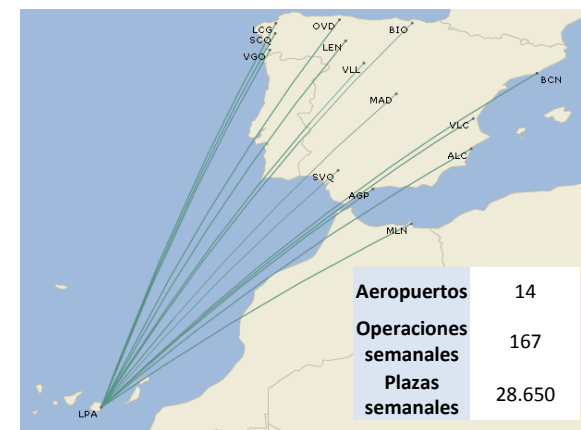 LCG
OVD
BIO
SCQ
LEN
VGO
VLL
BCN
MAD
VLC
ALC
SVQ
AGP
MLN
Aeropuertos 14
Operaciones
semanales 167
Plazas
semanales 28.650
LPA